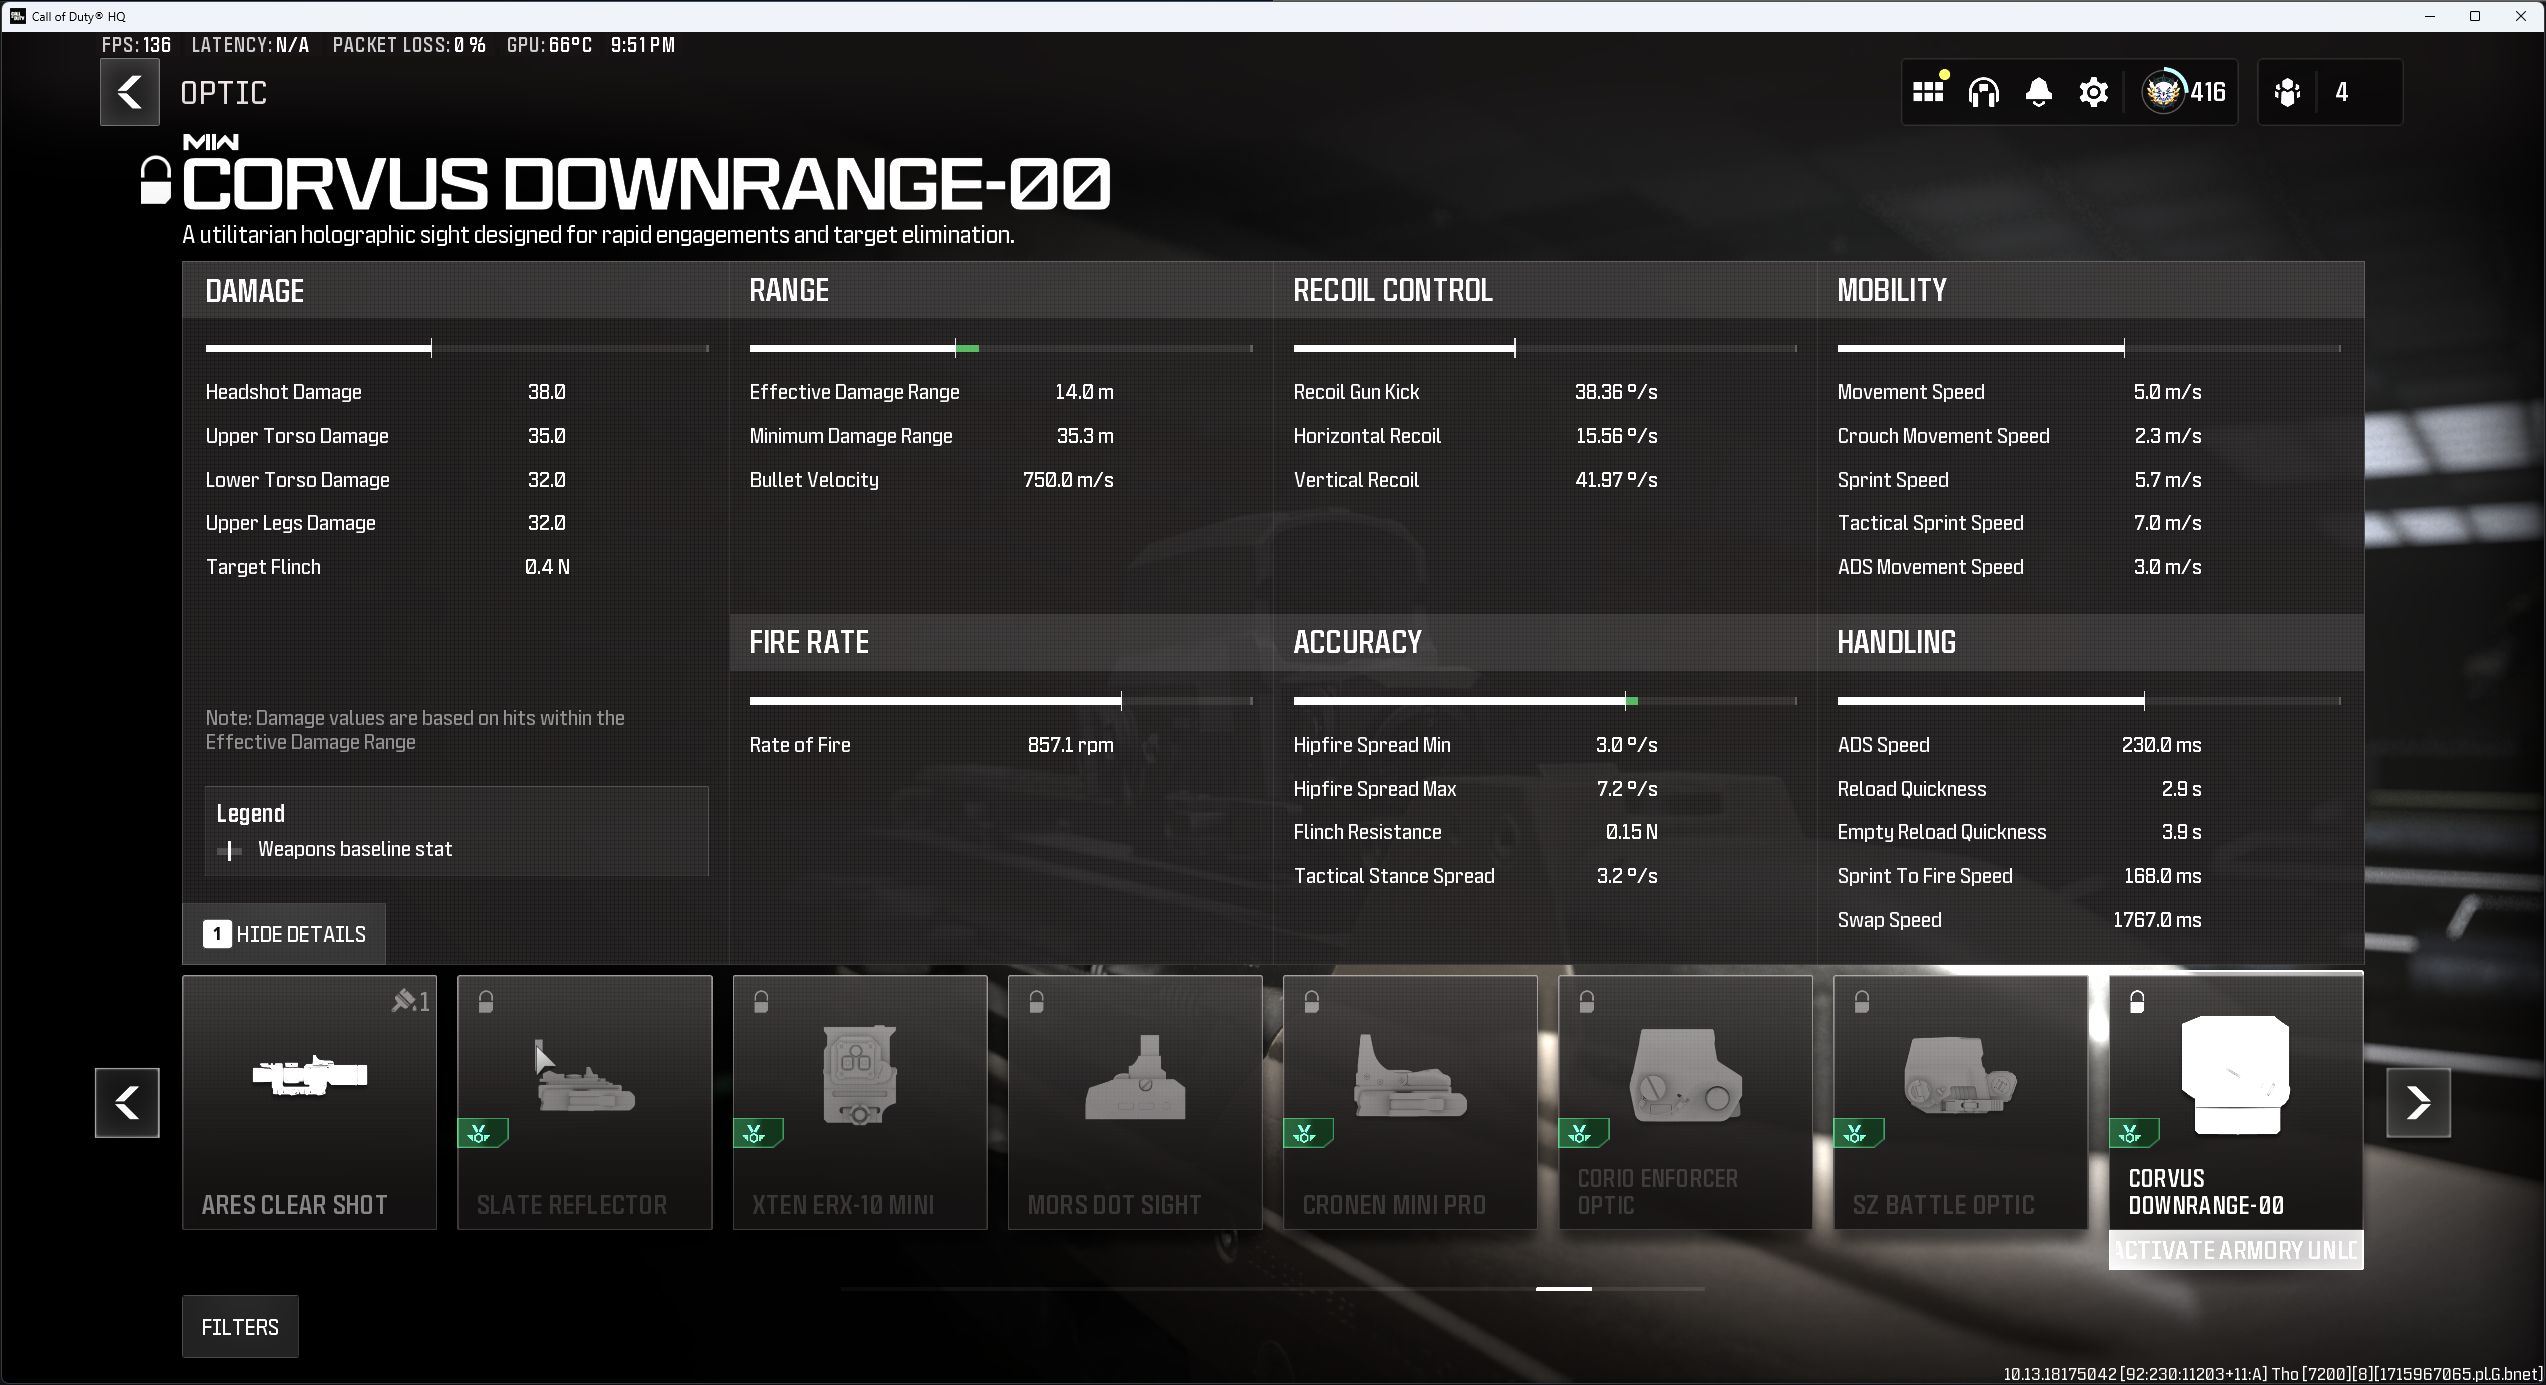 Call of Duty® HQ
FPS: 136 LATENCY: N/A PACKET LOSS: 0 % GPU: 66°C 9:51 PM
OPTIC
416
4
MW
CORVUS DOWNRANGE-00
A utilitarian holographic sight designed for rapid engagements and target elimination.
DAMAGE
Headshot Damage 38.0
Upper Torso Damage 35.0
Lower Torso Damage 32.0
Upper Legs Damage 32.0
Target Flinch 0.4 N
Note: Damage values are based on hits within the
Effective Damage Range
Legend
Weapons baseline stat
1 HIDE DETAILS
RANGE
Effective Damage Range 14.0 m
Minimum Damage Range 35.3 m
Bullet Velocity 750.0 m/s
FIRE RATE
Rate of Fire 857.1 rpm
RECOIL CONTROL
Recoil Gun Kick 38.36 º/s
Horizontal Recoil 15.56 º/s
Vertical Recoil 41.97 º/s
ACCURACY
Hipfire Spread Min 3.0 º/s
Hipfire Spread Max 7.2 º/s
Flinch Resistance 0.15 N
Tactical Stance Spread 3.2 º/s
MOBILITY
Movement Speed 5.0 m/s
Crouch Movement Speed 2.3 m/s
Sprint Speed 5.7 m/s
Tactical Sprint Speed 7.0 m/s
ADS Movement Speed 3.0 m/s
HANDLING
ADS Speed 230.0 ms
Reload Quickness 2.9 s
Empty Reload Quickness 3.9 s
Sprint To Fire Speed 168.0 ms
Swap Speed 1767.0 ms
1
ARES CLEAR SHOT
SLATE REFLECTOR
XTEN ERX-10 MINI
MORS DOT SIGHT
CRONEN MINI PRO
CORIO ENFORCER
OPTIC
SZ BATTLE OPTIC
CORVUS
DOWNRANGE-00
ACTIVATE ARMORY UNLO
FILTERS
10.13.18175042 [92:230:11203+11:A] Tho [7200][8][1715967065.pl.G.bnet]